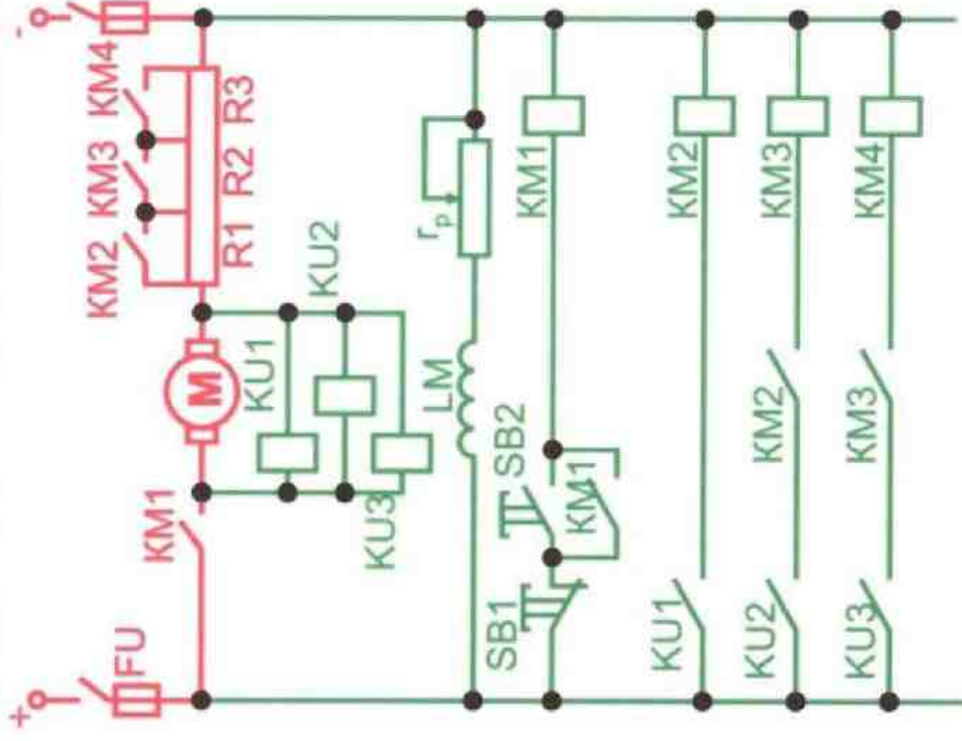 -
KM2 KM3 KM4
R1 R2 R3
M
KM1
KU1
KU2
KU3
+
FU
LM
rp
SB1
SB2
KM1
KM1
KU1
KM2
KU2
KM2
KM3
KU3
KM3
KM4